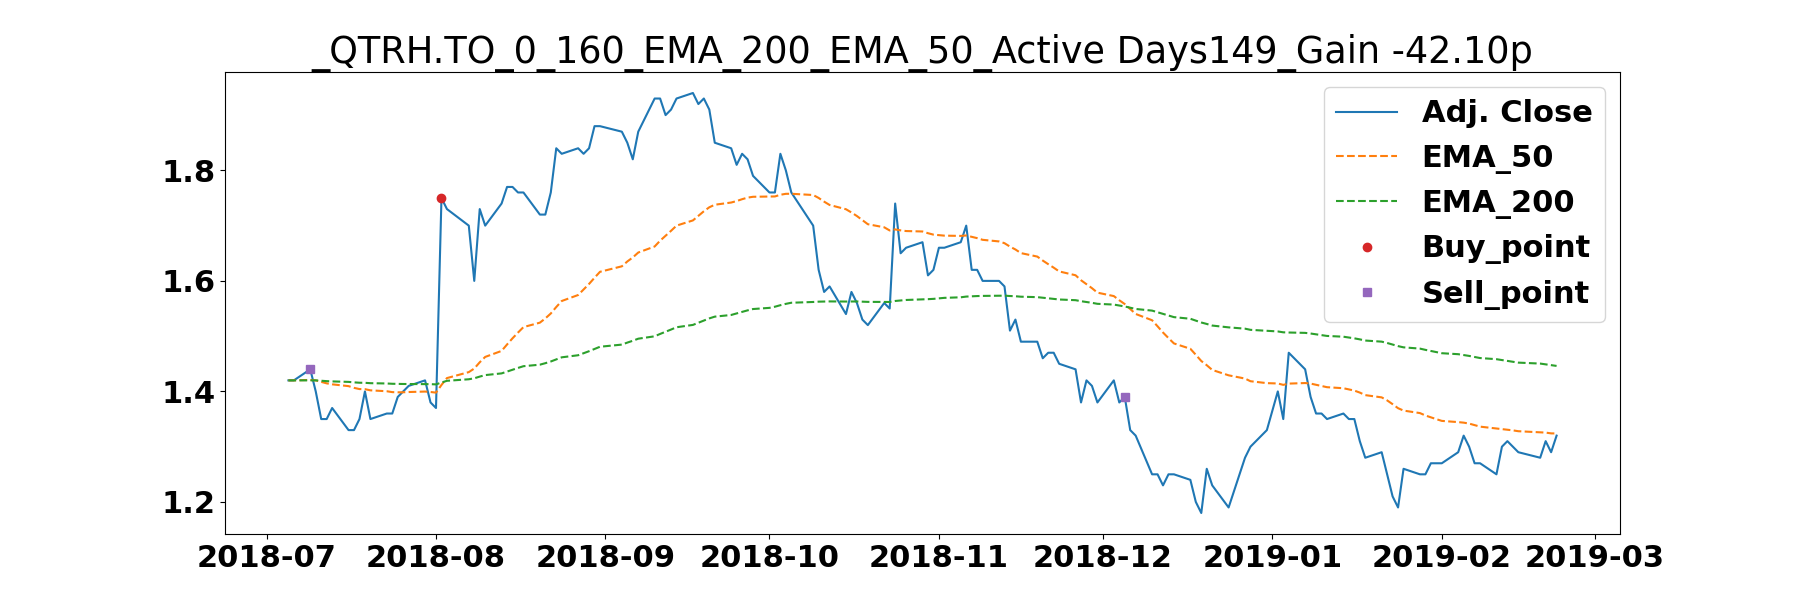 _QTRH.TO_0_160_EMA_200_EMA_50_Active Days149_Gain -42.10p
Adj. Close
EMA_50
EMA_200
Buy_point
Sell_point
1.8
1.6
1.4
1.2
2018-07 2018-08 2018-09 2018-10 2018-11 2018-12 2019-01 2019-02 2019-03